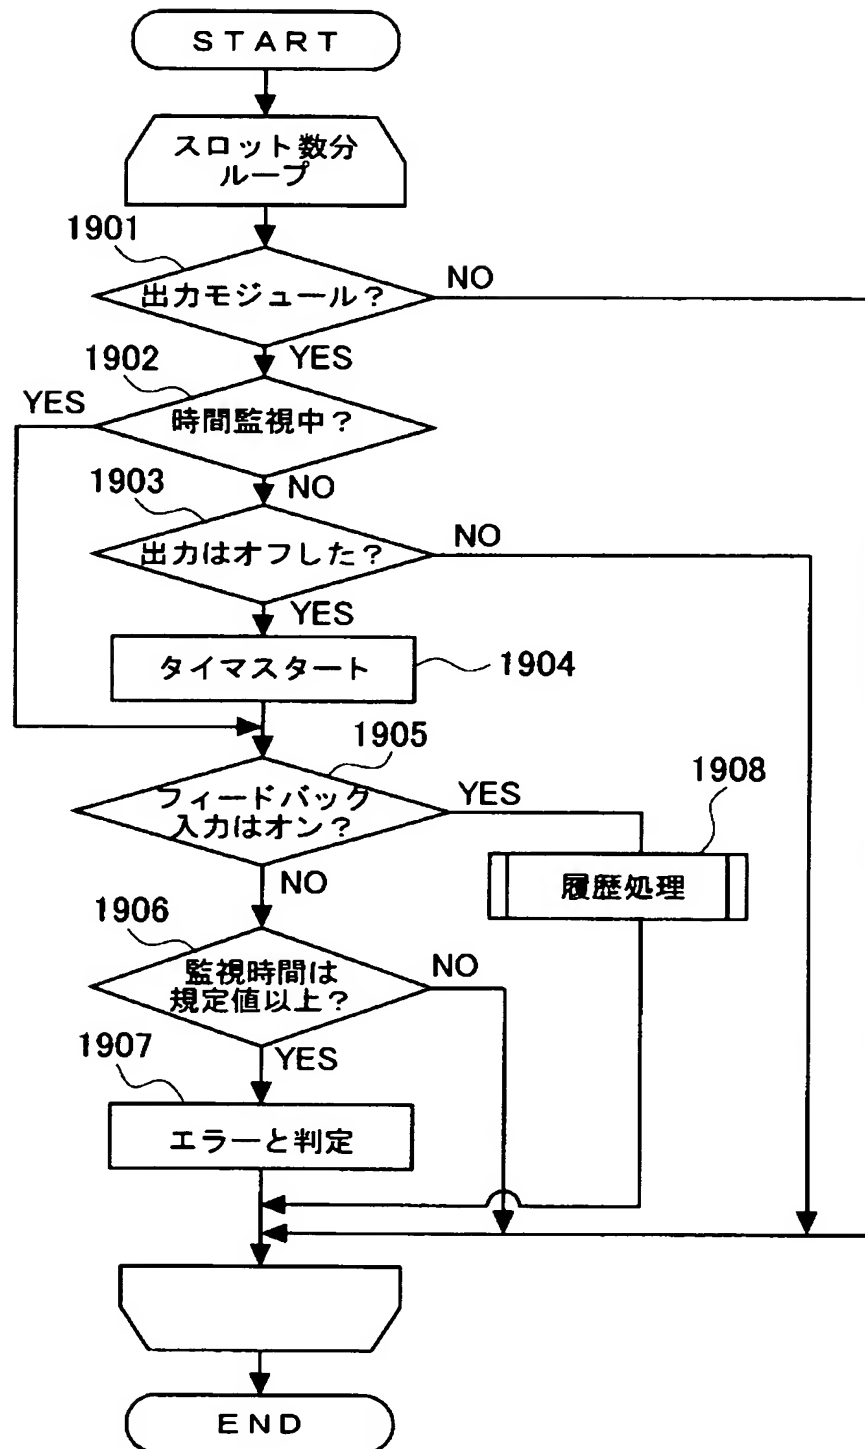 START
スロット数分
ループ
1901
出力モジュール？
NO
1902
YES
YES
時間監視中？
1903
NO
出力はオフした？
NO
YES
タイマスタート
1904
1905
フィードバック
入力はオン？
YES
1908
履歴処理
NO
1906
監視時間は
規定値以上？
NO
1907
YES
エラーと判定
END